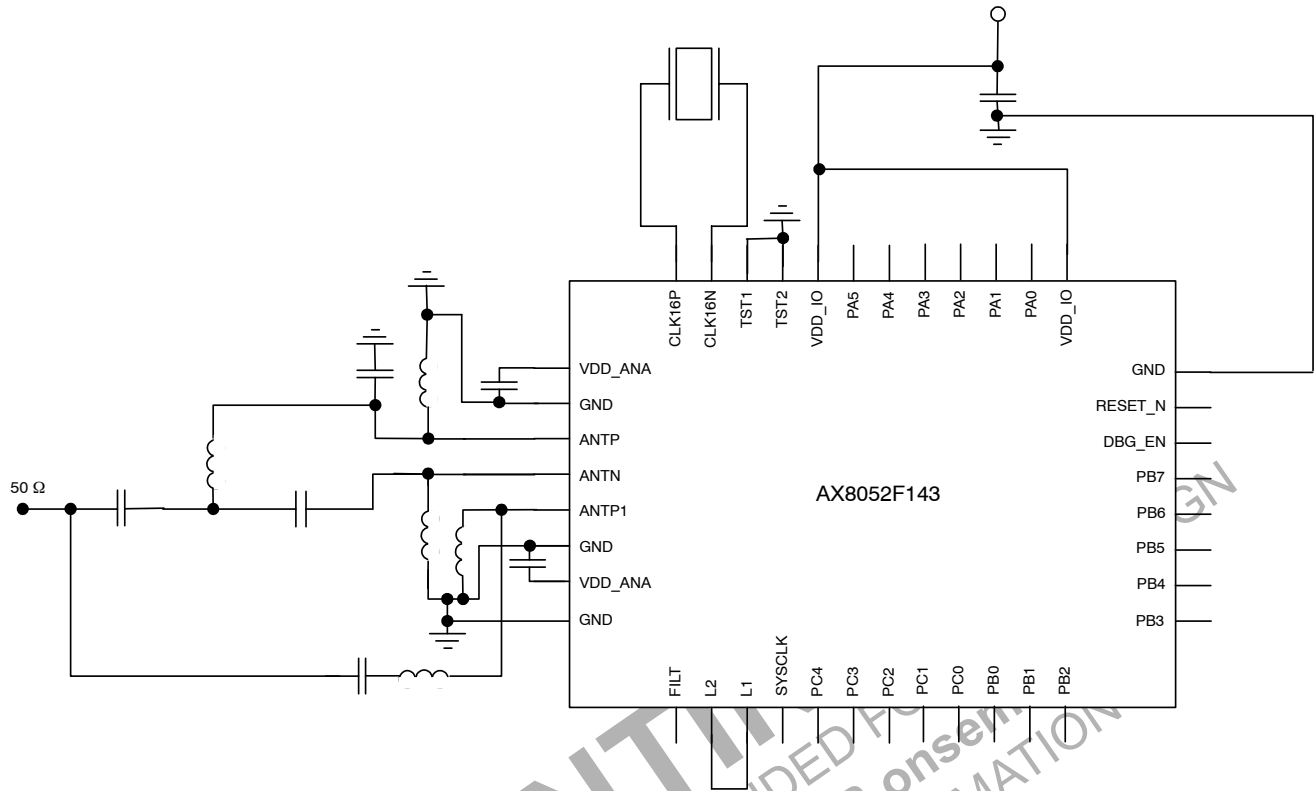 CLK16P
CLK16N
TST1
TST2
VDD_IO
PA5
PA4
PA3
PA2
PA1
PA0
VDD_IO
VDD_ANA
GND
ANTP
ANTN
ANTP1
GND
VDD_ANA
GND
50 Ω
AX8052F143
GND
RESET_N
DBG_EN
PB7
PB6
PB5
PB4
PB3
FILT
L2
L1
SYSCLK
PC4
PC3
PC2
PC1
PC0
PB0
PB1
PB2
onsem